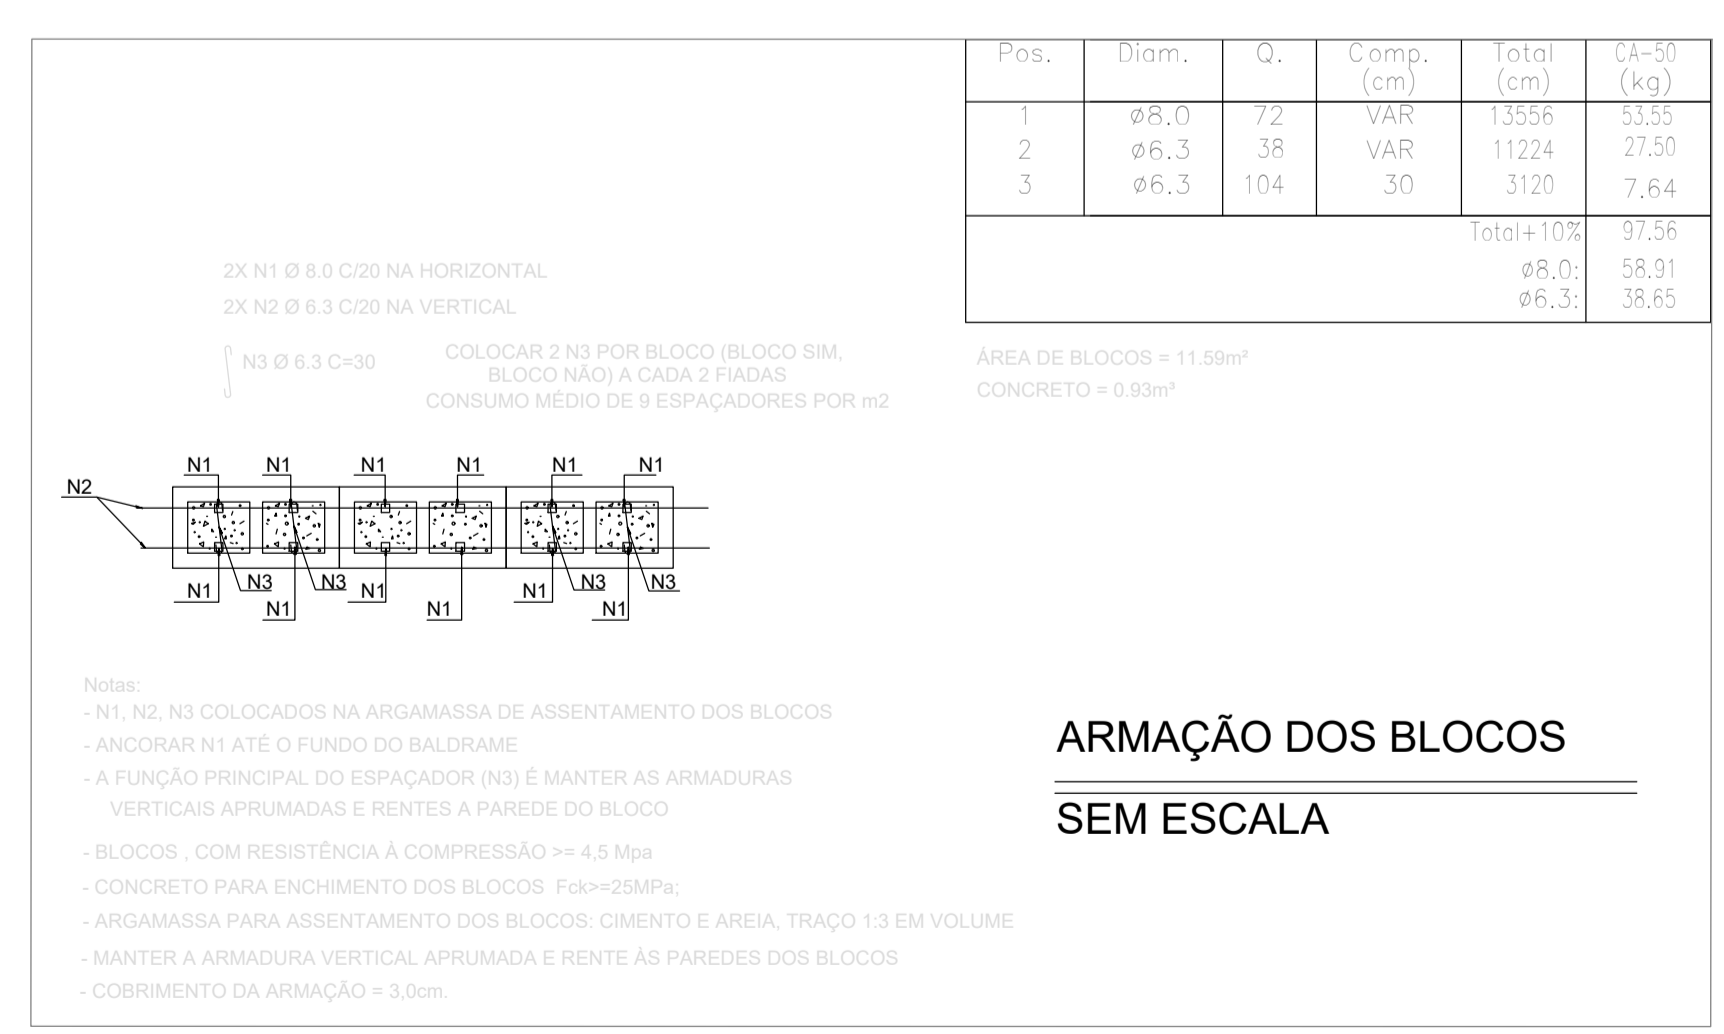 Pos. Diam. Q. Comp. (cm) Total (cm) CA-50 (kg)
1 ø8.0 72 VAR 13556 53.55
2 ø6.3 38 VAR 11224 27.50
3 ø6.3 104 30 3120 7.64
Total+10% 97.56
ø8.0: 58.91
ø6.3: 38.65
2X N1 Ø 8.0 C/20 NA HORIZONTAL
2X N2 Ø 6.3 C/20 NA VERTICAL
N3 Ø 6.3 C=30
COLOCAR 2 N3 POR BLOCO (BLOCO SIM,
BLOCO NÃO) A CADA 2 FIADAS
CONSUMO MÉDIO DE 9 ESPAÇADORES POR m2
ÁREA DE BLOCOS = 11.59m²
CONCRETO = 0.93m³
N1 N1 N1 N1 N1 N1
N2
N1 N3 N3 N1 N1 N3 N3
N1 N1 N1
Notas:
- N1, N2, N3 COLOCADOS NA ARGAMASSA DE ASSENTAMENTO DOS BLOCOS
- ANCORAR N1 ATÉ O FUNDO DO BALDRAME
- A FUNÇÃO PRINCIPAL DO ESPAÇADOR (N3) É MANTER AS ARMADURAS
VERTICAIS APRUMADAS E RENTES A PAREDE DO BLOCO
- BLOCOS , COM RESISTÊNCIA À COMPRESSÃO >= 4,5 Mpa
- CONCRETO PARA ENCHIMENTO DOS BLOCOS Fck>=25MPa;
- ARGAMASSA PARA ASSENTAMENTO DOS BLOCOS: CIMENTO E AREIA, TRAÇO 1:3 EM VOLUME
- MANTER A ARMADURA VERTICAL APRUMADA E RENTE ÀS PAREDES DOS BLOCOS
- COBRIMENTO DA ARMAÇÃO = 3,0cm.
ARMAÇÃO DOS BLOCOS
SEM ESCALA